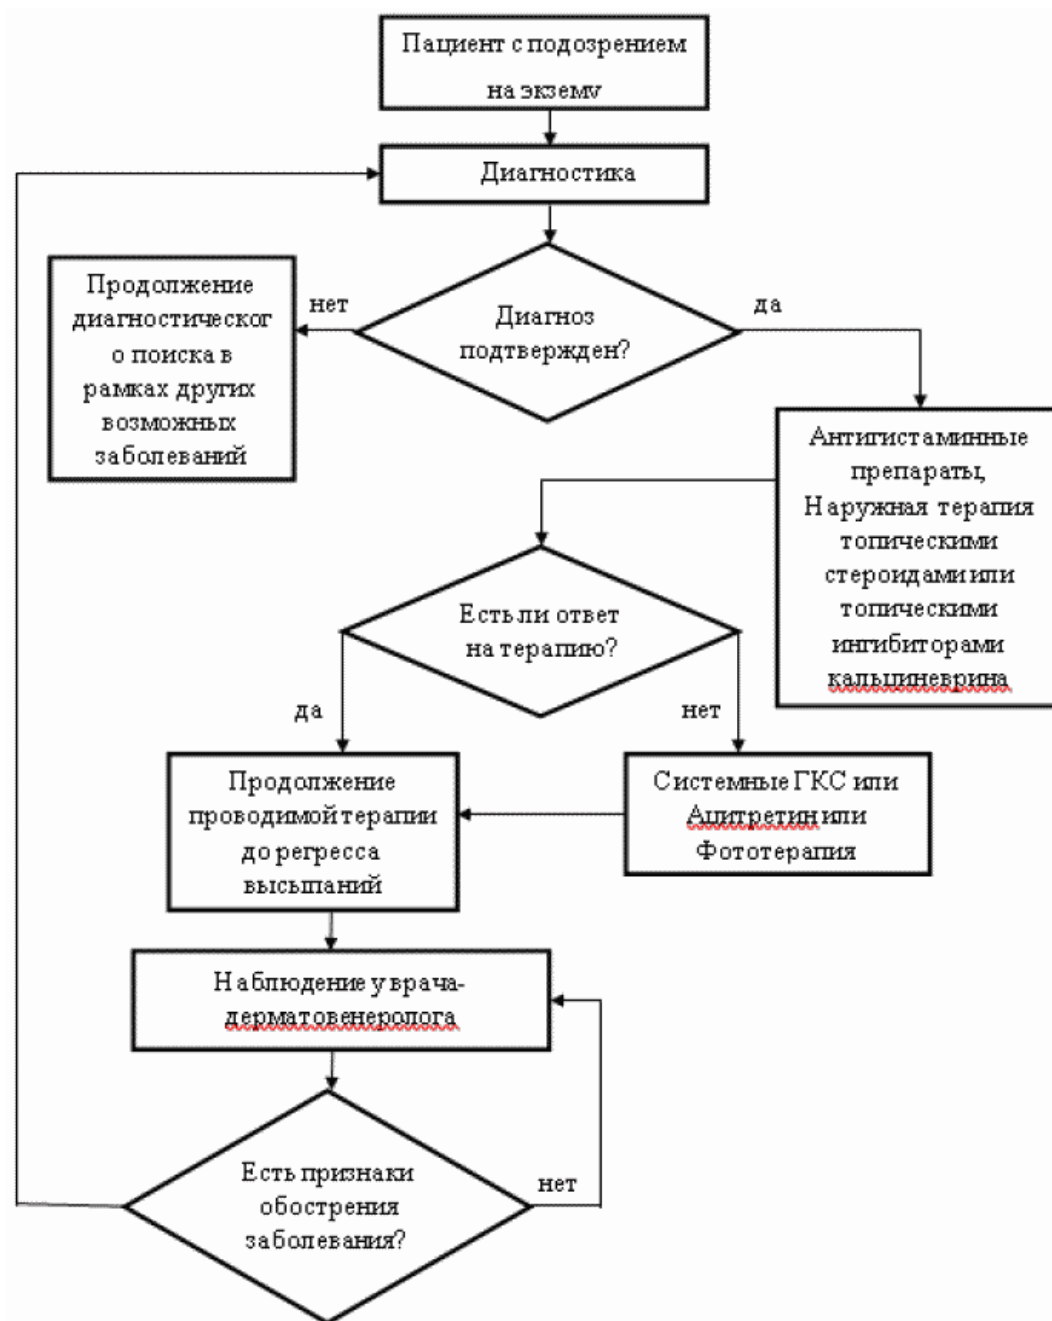 Пациент с подозрением
на экзему
Диагностика
Диагноз
подтвержден?
нет
да
Продолжение
диагностическог
о поиска в
рамках других
возможных
заболеваний
Антигистаминные
препараты,
Наружная терапия
топическими
стероидами или
топическими
ингибиторами
кальциневрина
Есть ли ответ
на терапию?
да
нет
Продолжение
проводимой терапии
до регресса
высыпаний
Системные ГКС или
Ацитретин или
Фототерапия
Наблюдение у врача-
дерматовенеролога
Есть признаки
обострения
заболевания?
нет